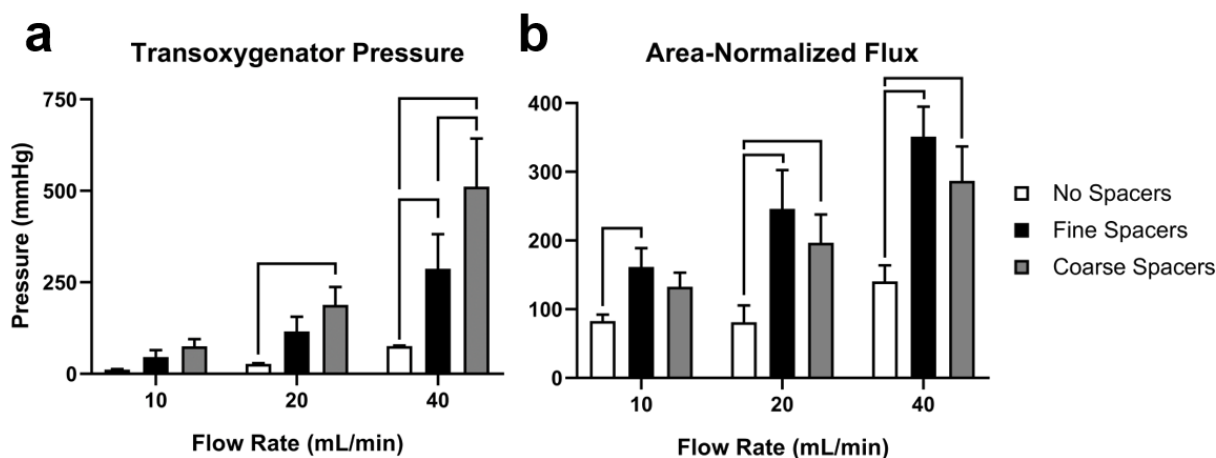 a
Transoxygenator Pressure
Pressure (mmHg)
750
500
250
0
10 20 40
Flow Rate (mL/min)
b
Area-Normalized Flux
400
300
200
100
0
10 20 40
Flow Rate (mL/min)
No Spacers
Fine Spacers
Coarse Spacers